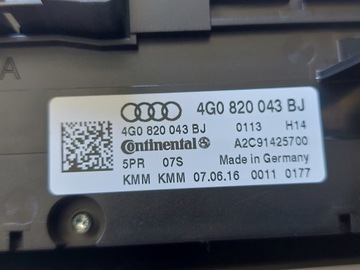 A
4G0 820 043 BJ
4G0 820 043 BJ 0113 H14
Continental A2C91425700
5PR 07S Made in Germany
KMM KMM 07.06.16 0011 0177